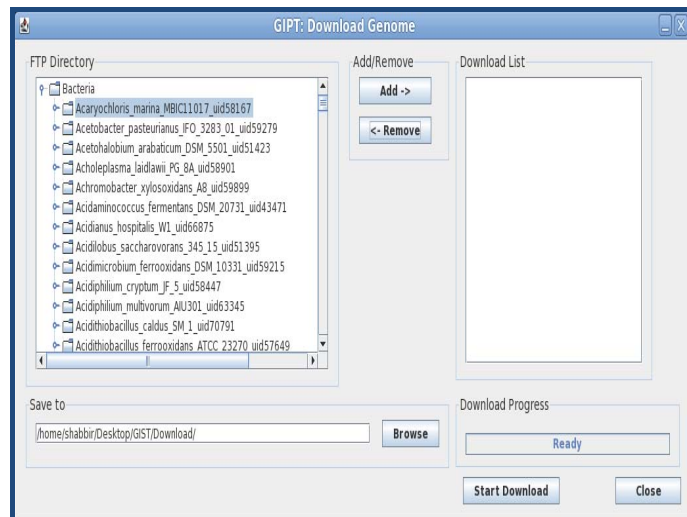 GIPT: Download Genome
FTP Directory
Bacteria
Acaryochloris_marina_MBIC11017_uid58167
Acetobacter_pasteurianus_IFO_3283_01_uid59279
Acetohalobium_arabaticum_DSM_5501_uid51423
Acholeplasma_laidlawii_PG_8A_uid58901
Achromobacter_xylosoxidans_A8_uid59899
Acidaminococcus_fermentans_DSM_20731_uid43471
Acidianus_hospitalis_W1_uid66875
Acidilobus_saccharovorans_345_15_uid51395
Acidimicrobium_ferrooxidans_DSM_10331_uid59215
Acidiphilium_cryptum_JF_5_uid58447
Acidiphilium_multivorum_AIU301_uid63345
Acidithiobacillus_caldus_SM_1_uid70791
Acidithiobacillus_ferrooxidans_ATCC_23270_uid57649
Add/Remove
Add ->
<- Remove
Download List
Save to
/home/shabbir/Desktop/GIST/Download/
Browse
Download Progress
Ready
Start Download
Close